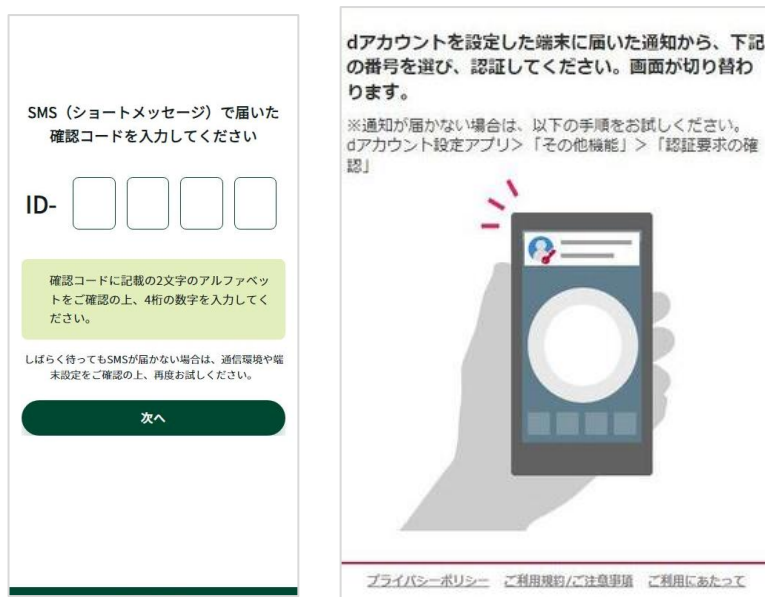 SMS（ショートメッセージ）で届いた
確認コードを入力してください
ID-
確認コードに記載の2文字のアルファベッ
トをご確認の上、4桁の数字を入力してく
ださい。
しばらく待ってもSMSが届かない場合は、通信環境や端
末設定をご確認の上、再度お試しください。
次へ
dアカウントを設定した端末に届いた通知から、下記
の番号を選び、認証してください。画面が切り替わ
ります。
※通知が届かない場合は、以下の手順をお試しください。
dアカウント設定アプリ>「その他機能」>「認証要求の確
認」
プライバシーポリシー ご利用規約/ご注意事項 ご利用にあたって